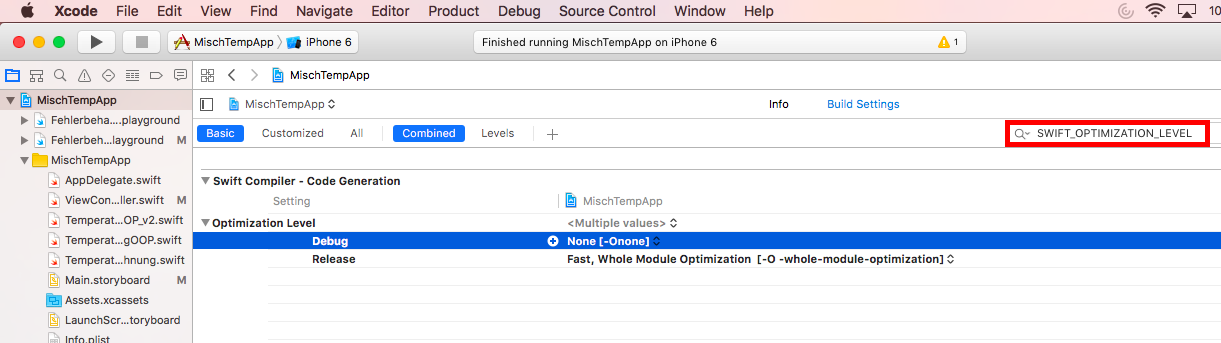 Xcode File Edit View Find Navigate Editor Product Debug Source Control Window Help 10
MischTempApp iPhone 6 Finished running MischTempApp on iPhone 6 1
MischTempApp
MischTempApp MischTempApp Info Build Settings
Fehlerbeha....playground
Basic Customized All Combined Levels SWIFT_OPTIMIZATION_LEVEL
Fehlerbeh...layground M
MischTempApp
AppDelegate.swift Swift Compiler - Code Generation
ViewCon...ller.swift M Setting MischTempApp
Temperat...OP_v2.swift Optimization Level <Multiple values>
Temperat...gOOP.swift Debug None [-Onone]
Temperat...hnung.swift Release Fast, Whole Module Optimization [-O -whole-module-optimization]
Main.storyboard M
Assets.xcassets
LaunchScr...toryboard
Info.plist